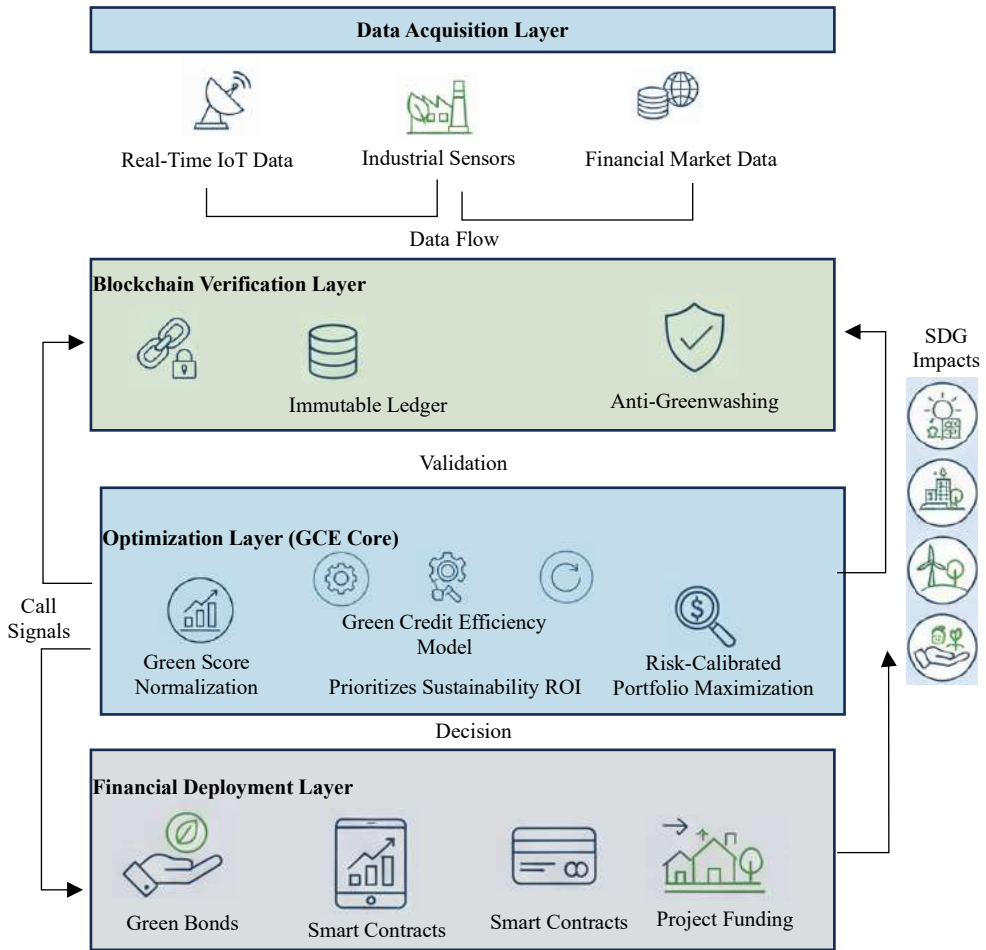 Data Acquisition Layer
Real-Time IoT Data
Industrial Sensors
Financial Market Data
Data Flow
Blockchain Verification Layer
Immutable Ledger
Anti-Greenwashing
SDG
Impacts
Validation
Optimization Layer (GCE Core)
Green Score
Normalization
Green Credit Efficiency
Model
Prioritizes Sustainability ROI
Risk-Calibrated
Portfolio Maximization
Call
Signals
Decision
Financial Deployment Layer
Green Bonds
Smart Contracts
Smart Contracts
Project Funding